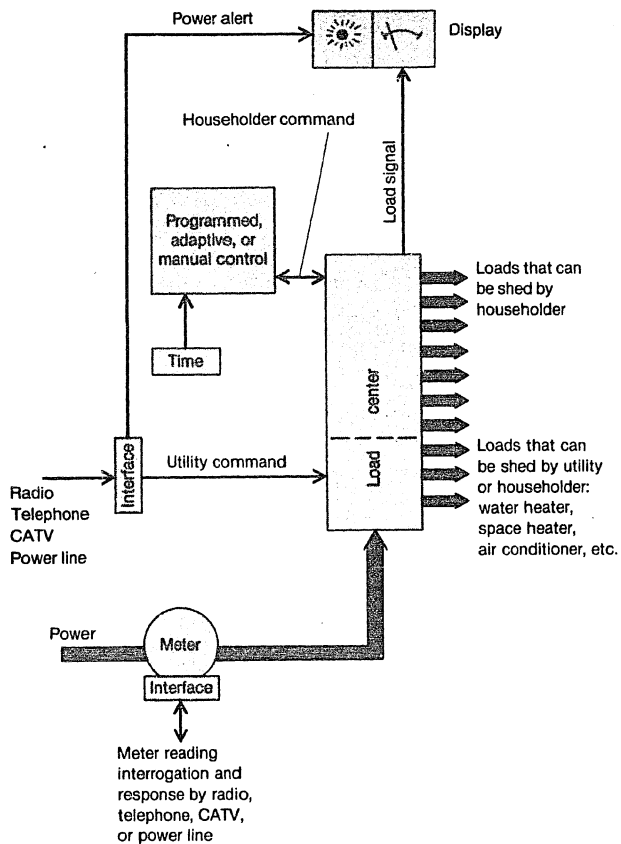 Power alert
Display
Householder command
Load signal
Programmed,
adaptive, or
manual control
Time
Loads that can
be shed by
householder
Load center
Interface
Utility command
Radio
Telephone
CATV
Power line
Loads that can
be shed by utility
or householder:
water heater,
space heater,
air conditioner, etc.
Power
Meter
Interface
Meter reading
interrogation and
response by radio,
telephone, CATV,
or power line